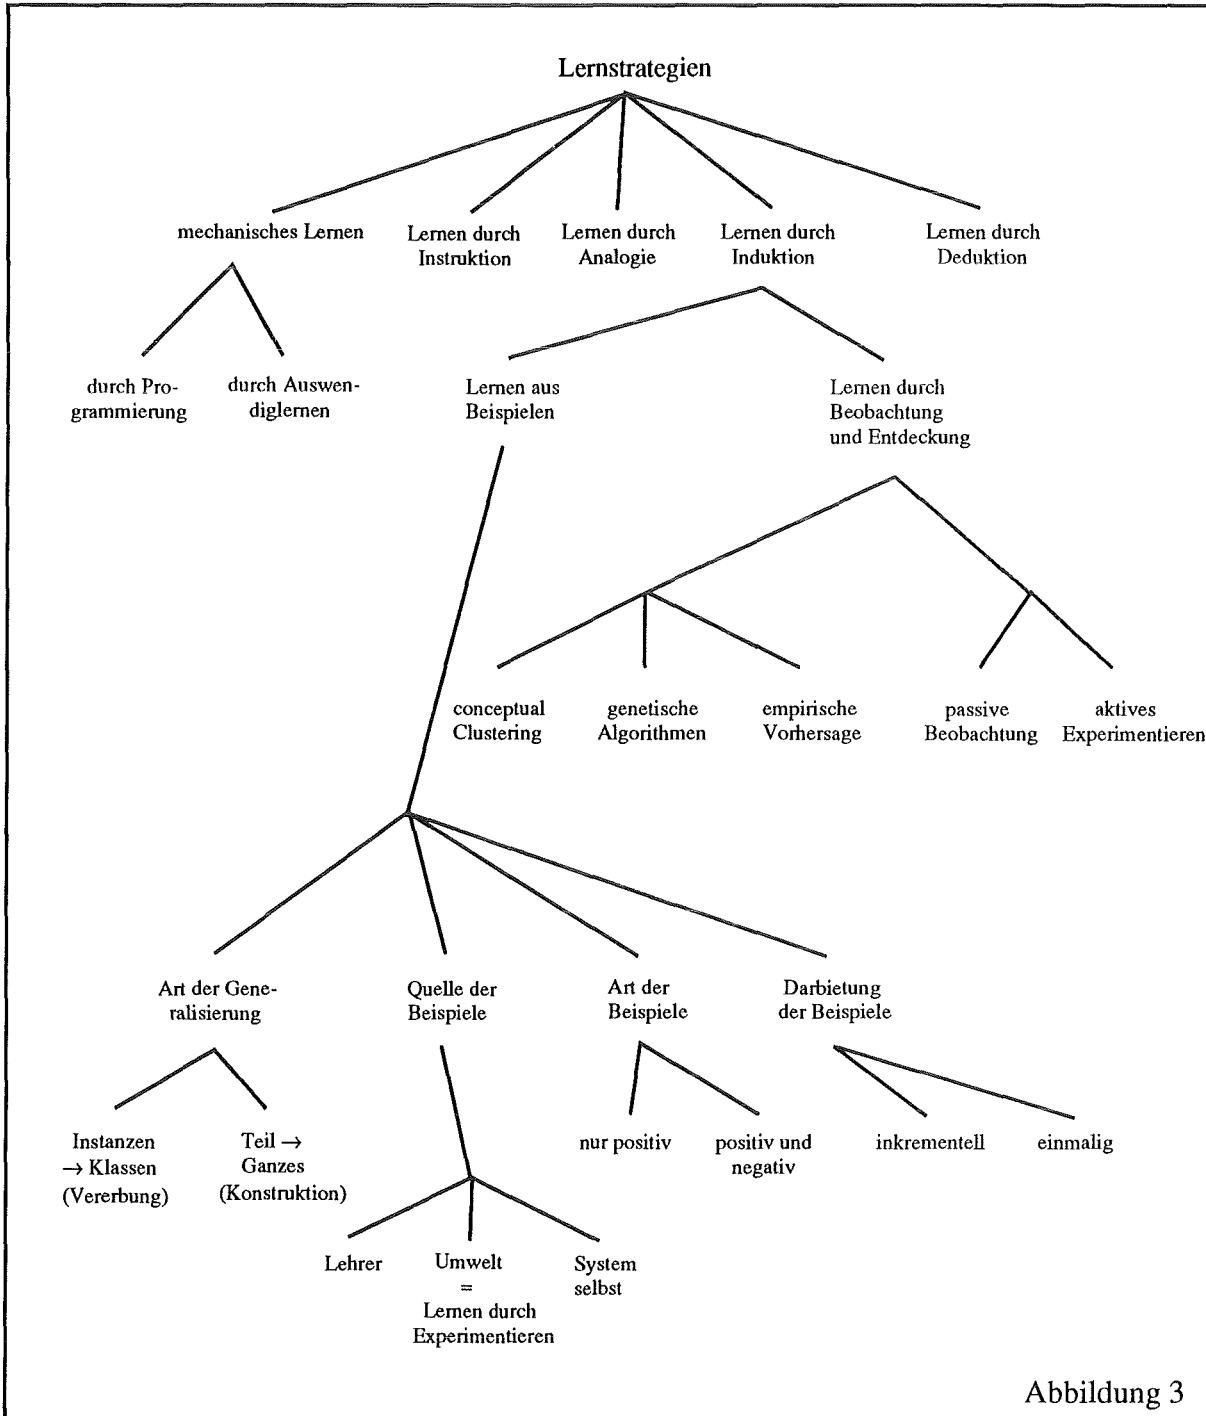 Lernstrategien
mechanisches Lernen
Lernen durch
Instruktion
Lernen durch
Analogie
Lernen durch
Induktion
Lernen durch
Deduktion
durch Pro-
grammierung
durch Auswen-
diglernen
Lernen aus
Beispielen
Lernen durch
Beobachtung
und Entdeckung
conceptual
Clustering
genetische
Algorithmen
empirische
Vorhersage
passive
Beobachtung
aktives
Experimentieren
Art der Gene-
ralisierung
Quelle der
Beispiele
Art der
Beispiele
Darbietung
der Beispiele
Instanzen
→ Klassen
(Vererbung)
Teil →
Ganzes
(Konstruktion)
nur positiv
positiv und
negativ
inkrementell
einmalig
Lehrer
Umwelt
=
Lernen durch
Experimentieren
System
selbst
Abbildung 3